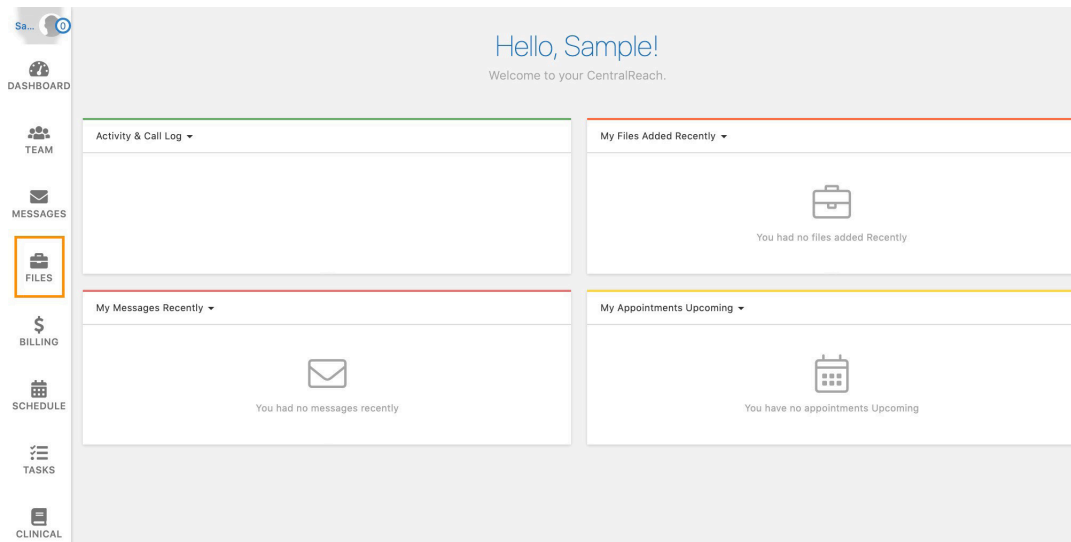 Sa... 0
DASHBOARD
TEAM
MESSAGES
FILES
BILLING
SCHEDULE
TASKS
CLINICAL
Hello, Sample!
Welcome to your CentralReach.
Activity & Call Log
My Files Added Recently
You had no files added Recently
My Messages Recently
You had no messages recently
My Appointments Upcoming
You have no appointments Upcoming